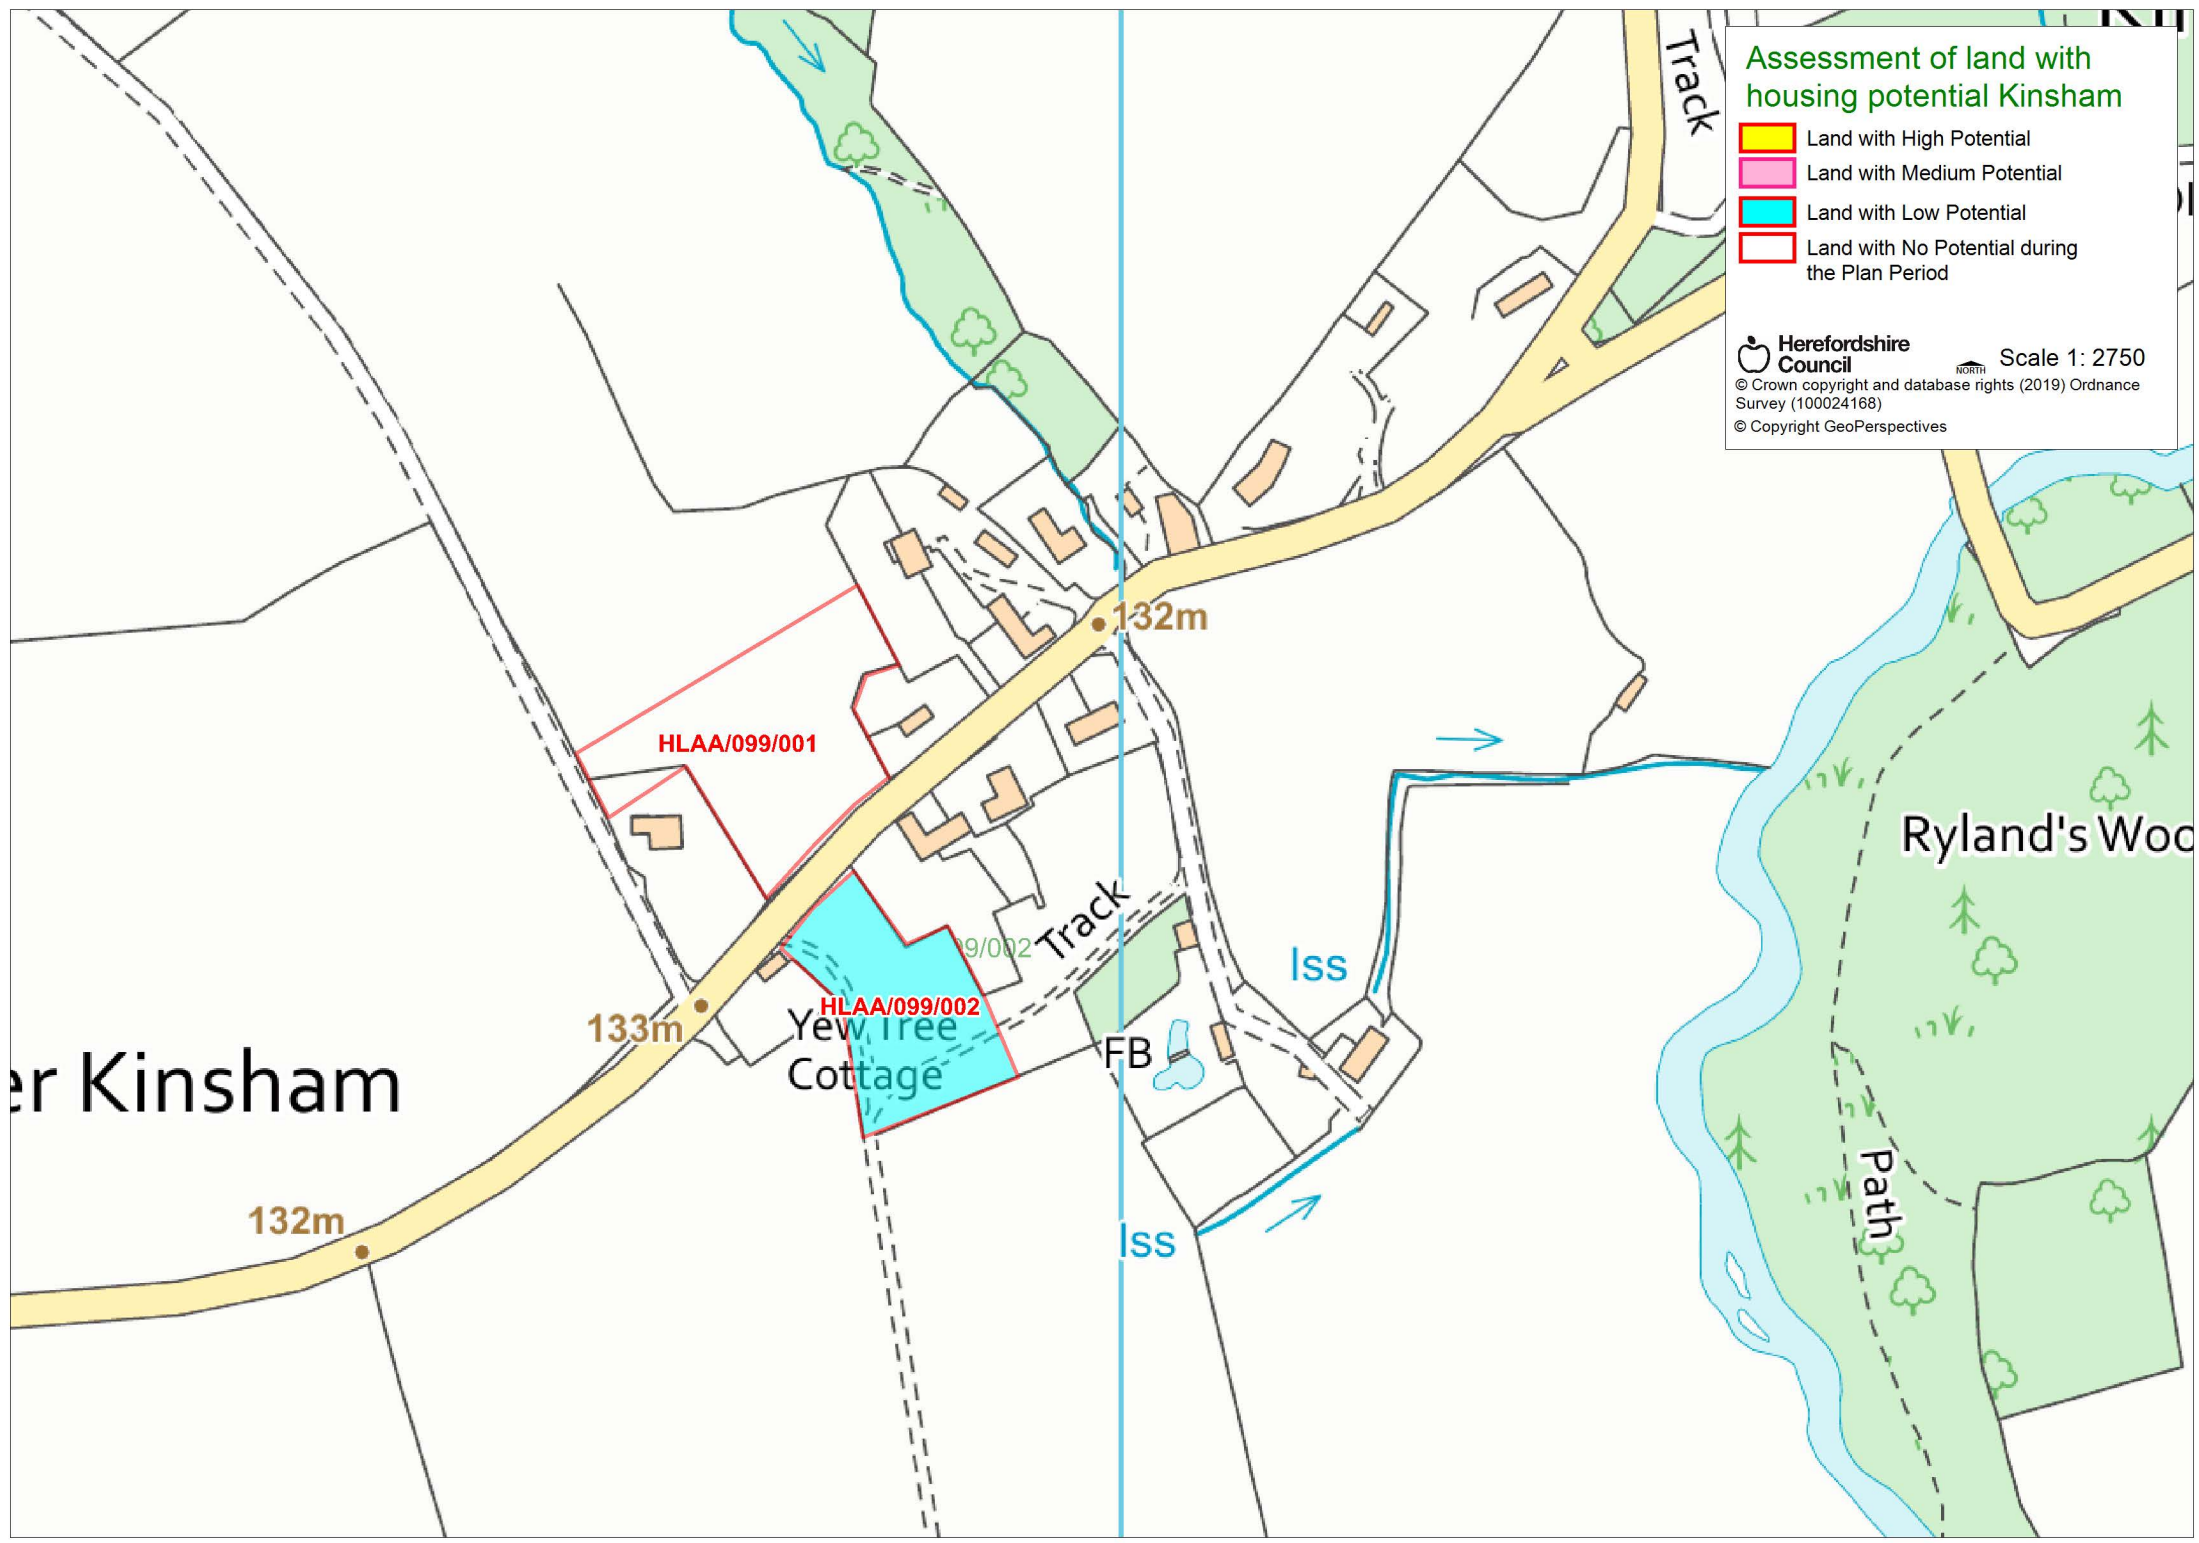 Track
Assessment of land with
housing potential Kinsham
Land with High Potential
Land with Medium Potential
Land with Low Potential
Land with No Potential during
the Plan Period
Herefordshire
Council
NORTH
Scale 1: 2750
© Crown copyright and database rights (2019) Ordnance
Survey (100024168)
© Copyright GeoPerspectives
132m
HLAA/099/001
Ryland's Woo
Track
99/002
Iss
HLAA/099/002
Yew Tree
Cottage
133m
FB
er Kinsham
Path
132m
Iss